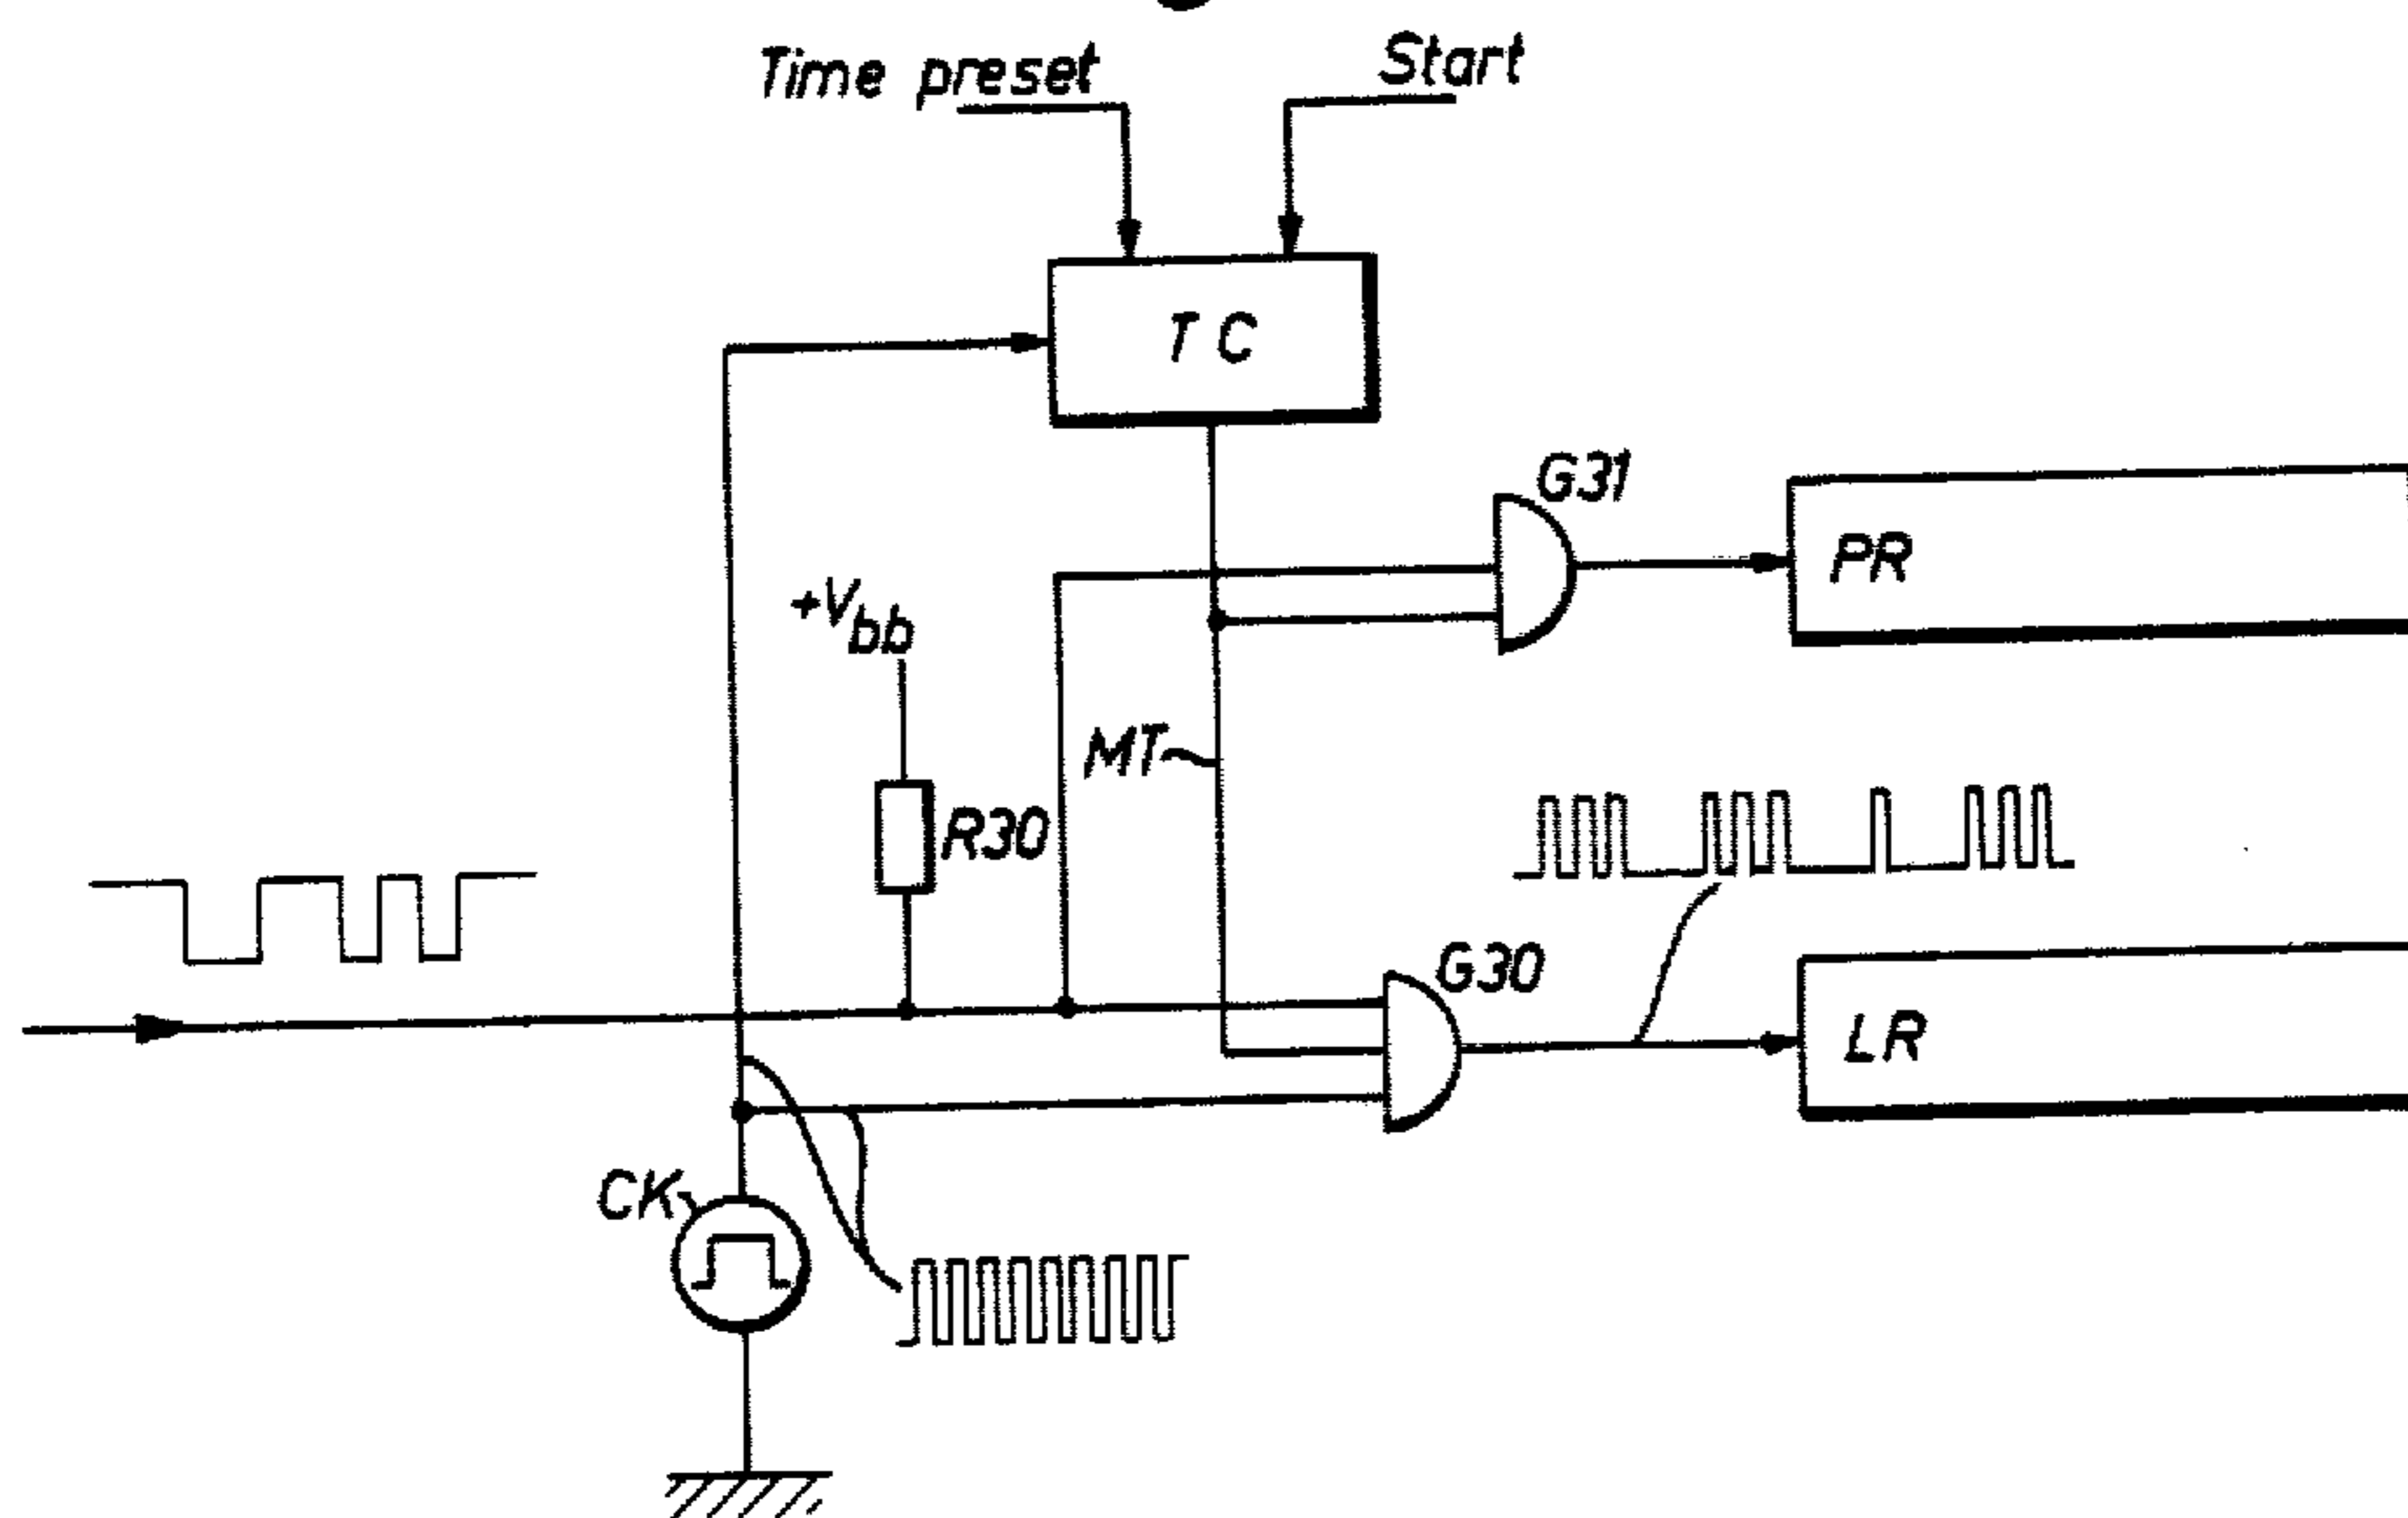 Time preset
Start
TC
G31
PR
+Vbb
MT
R30
G30
LR
CK